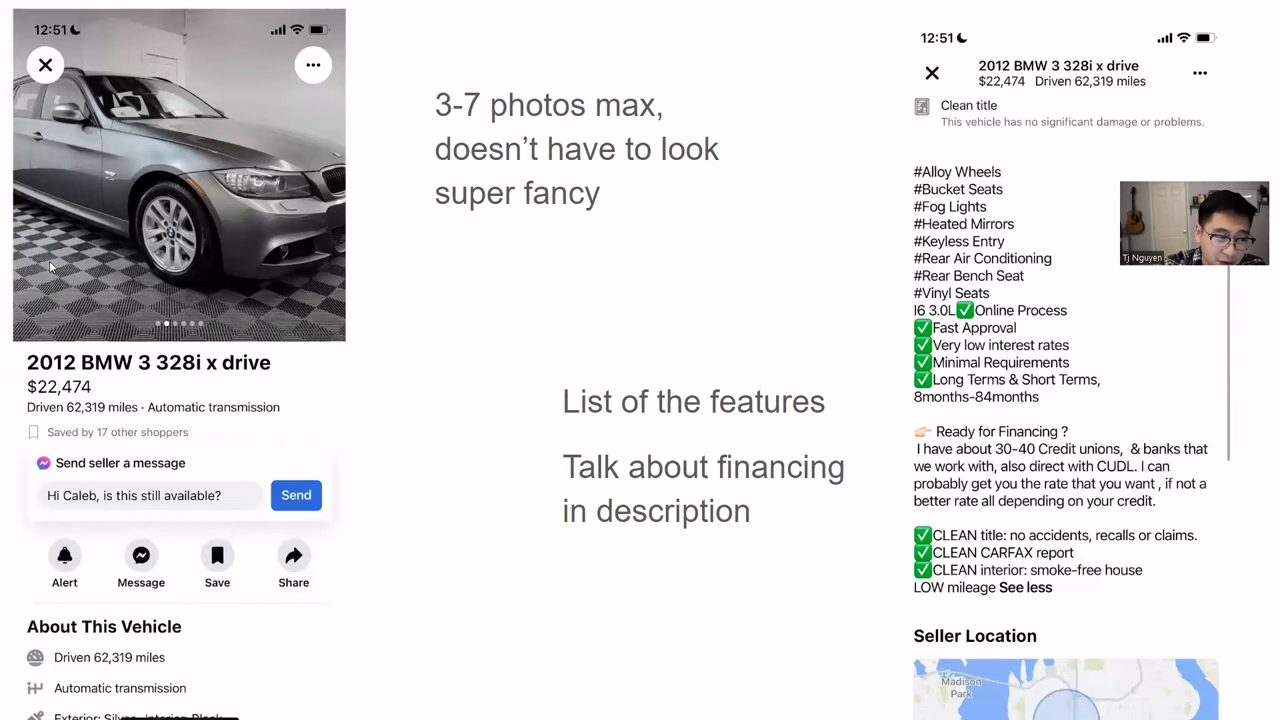 12:51
2012 BMW 3 328i x drive
$22,474
Driven 62,319 miles · Automatic transmission
Saved by 17 other shoppers
Send seller a message
Hi Caleb, is this still available?
Send
Alert
Message
Save
Share
About This Vehicle
Driven 62,319 miles
Automatic transmission
Exterior: Silver, Interior: Black
3-7 photos max,
doesn't have to look
super fancy
List of the features
Talk about financing
in description
12:51
2012 BMW 3 328i x drive
$22,474 Driven 62,319 miles
Clean title
This vehicle has no significant damage or problems.
#Alloy Wheels
#Bucket Seats
#Fog Lights
#Heated Mirrors
#Keyless Entry
#Rear Air Conditioning
#Rear Bench Seat
#Vinyl Seats
I6 3.0L✅Online Process
✅Fast Approval
✅Very low interest rates
✅Minimal Requirements
✅Long Terms & Short Terms,
8months-84months
👉🏻 Ready for Financing ?
I have about 30-40 Credit unions, & banks that
we work with, also direct with CUDL. I can
probably get you the rate that you want , if not a
better rate all depending on your credit.
✅CLEAN title: no accidents, recalls or claims.
✅CLEAN CARFAX report
✅CLEAN interior: smoke-free house
LOW mileage See less
Seller Location
Madison
Park
Tj Nguyen